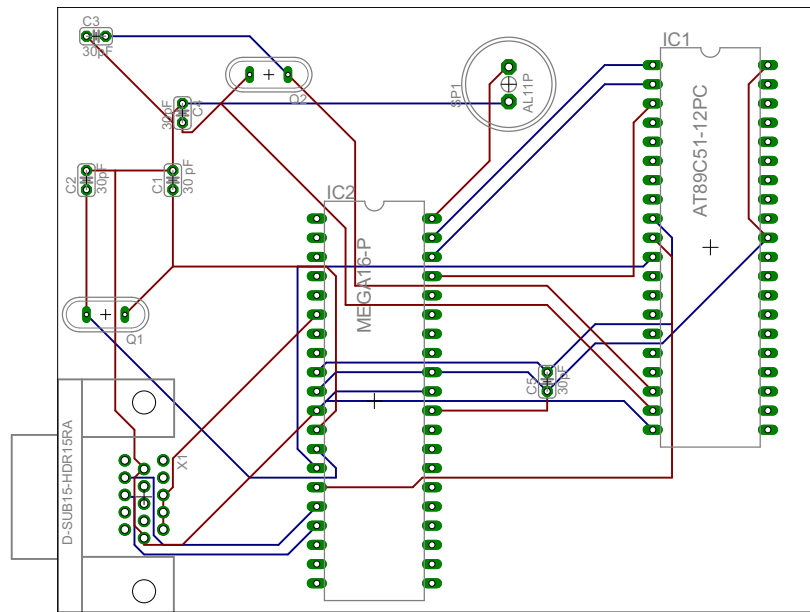 C3
30pF
Q2
30pF
C4
SP1
AL11P
IC1
AT89C51-12PC
C2
30pF
C1
30 pF
IC2
MEGA16-P
Q1
C5
30pF
X1
D-SUB15-HDR15RA